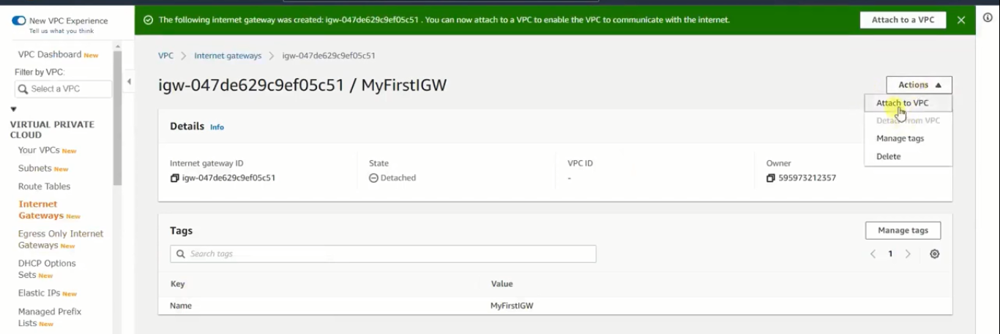 New VPC Experience
Tell us what you think
VPC Dashboard New
Filter by VPC:
Select a VPC
VIRTUAL PRIVATE
CLOUD
Your VPCs New
Subnets New
Route Tables
Internet
Gateways New
Egress Only Internet
Gateways New
DHCP Options
Sets New
Elastic IPs New
Managed Prefix
Lists New
The following internet gateway was created: igw-047de629c9ef05c51 . You can now attach to a VPC to enable the VPC to communicate with the internet.
Attach to a VPC
VPC > Internet gateways > igw-047de629c9ef05c51
igw-047de629c9ef05c51 / MyFirstIGW
Actions
Attach to VPC
Detach from VPC
Manage tags
Delete
Details Info
Internet gateway ID
igw-047de629c9ef05c51
State
Detached
VPC ID
-
Owner
595973212357
Tags
Manage tags
Search tags
1
Key Value
Name MyFirstIGW